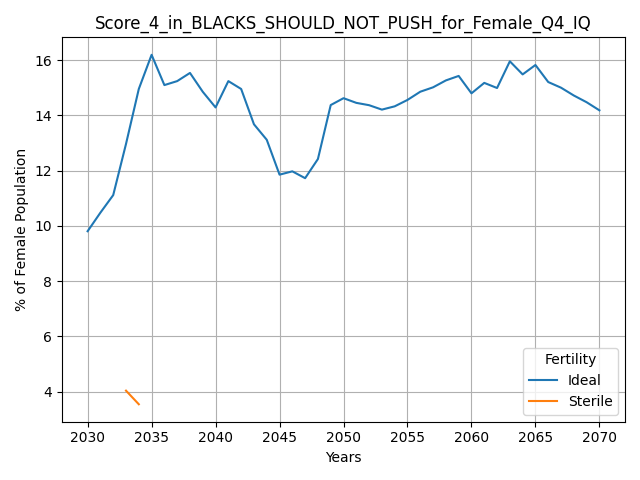 Score_4_in_BLACKS_SHOULD_NOT_PUSH_for_Female_Q4_IQ
% of Female Population
16
14
12
10
8
6
4
Fertility
Ideal
Sterile
2030 2035 2040 2045 2050 2055 2060 2065 2070
Years